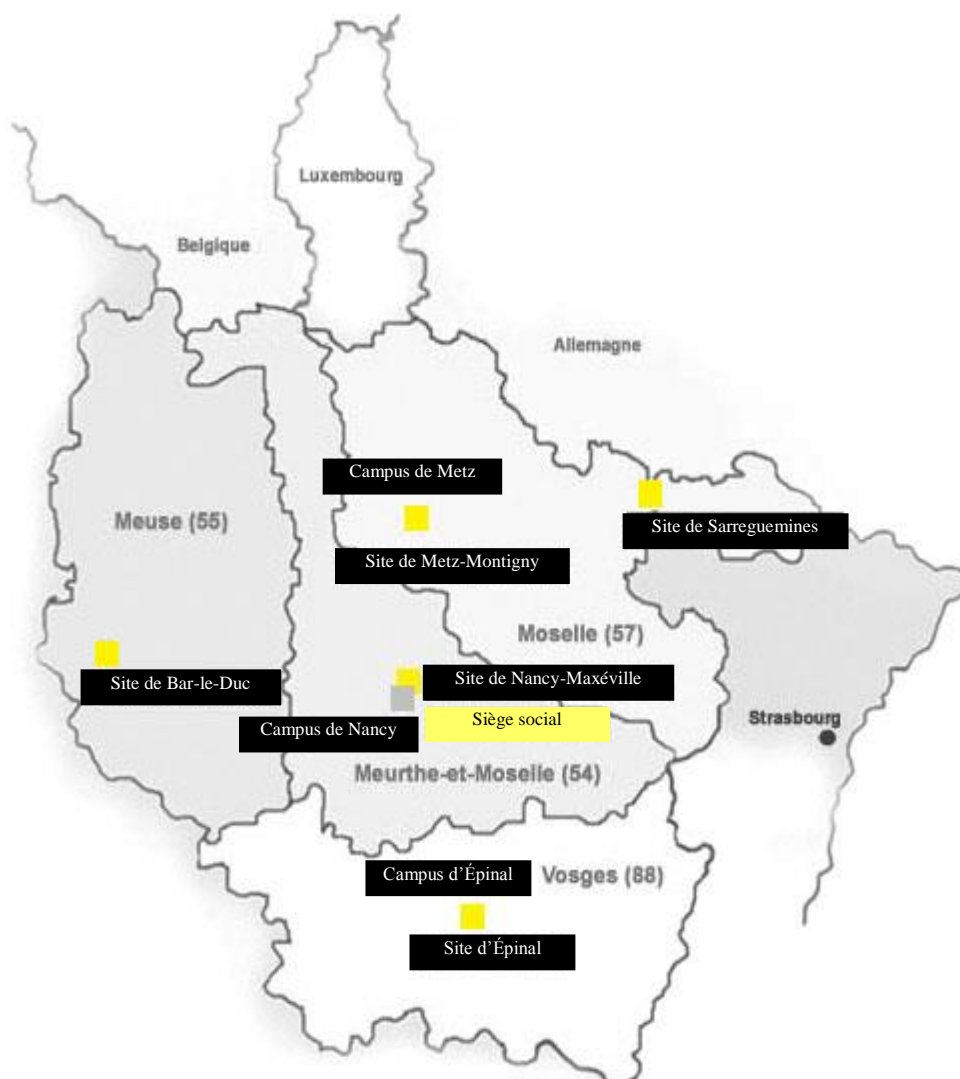 Luxembourg
Belgique
Allemagne
Campus de Metz
Meuse (55)
Site de Sarreguemines
Site de Metz-Montigny
Moselle (57)
Site de Bar-le-Duc
Site de Nancy-Maxéville
Campus de Nancy
Siège social
Strasbourg
Meurthe-et-Moselle (54)
Campus d’Épinal
Vosges (88)
Site d’Épinal